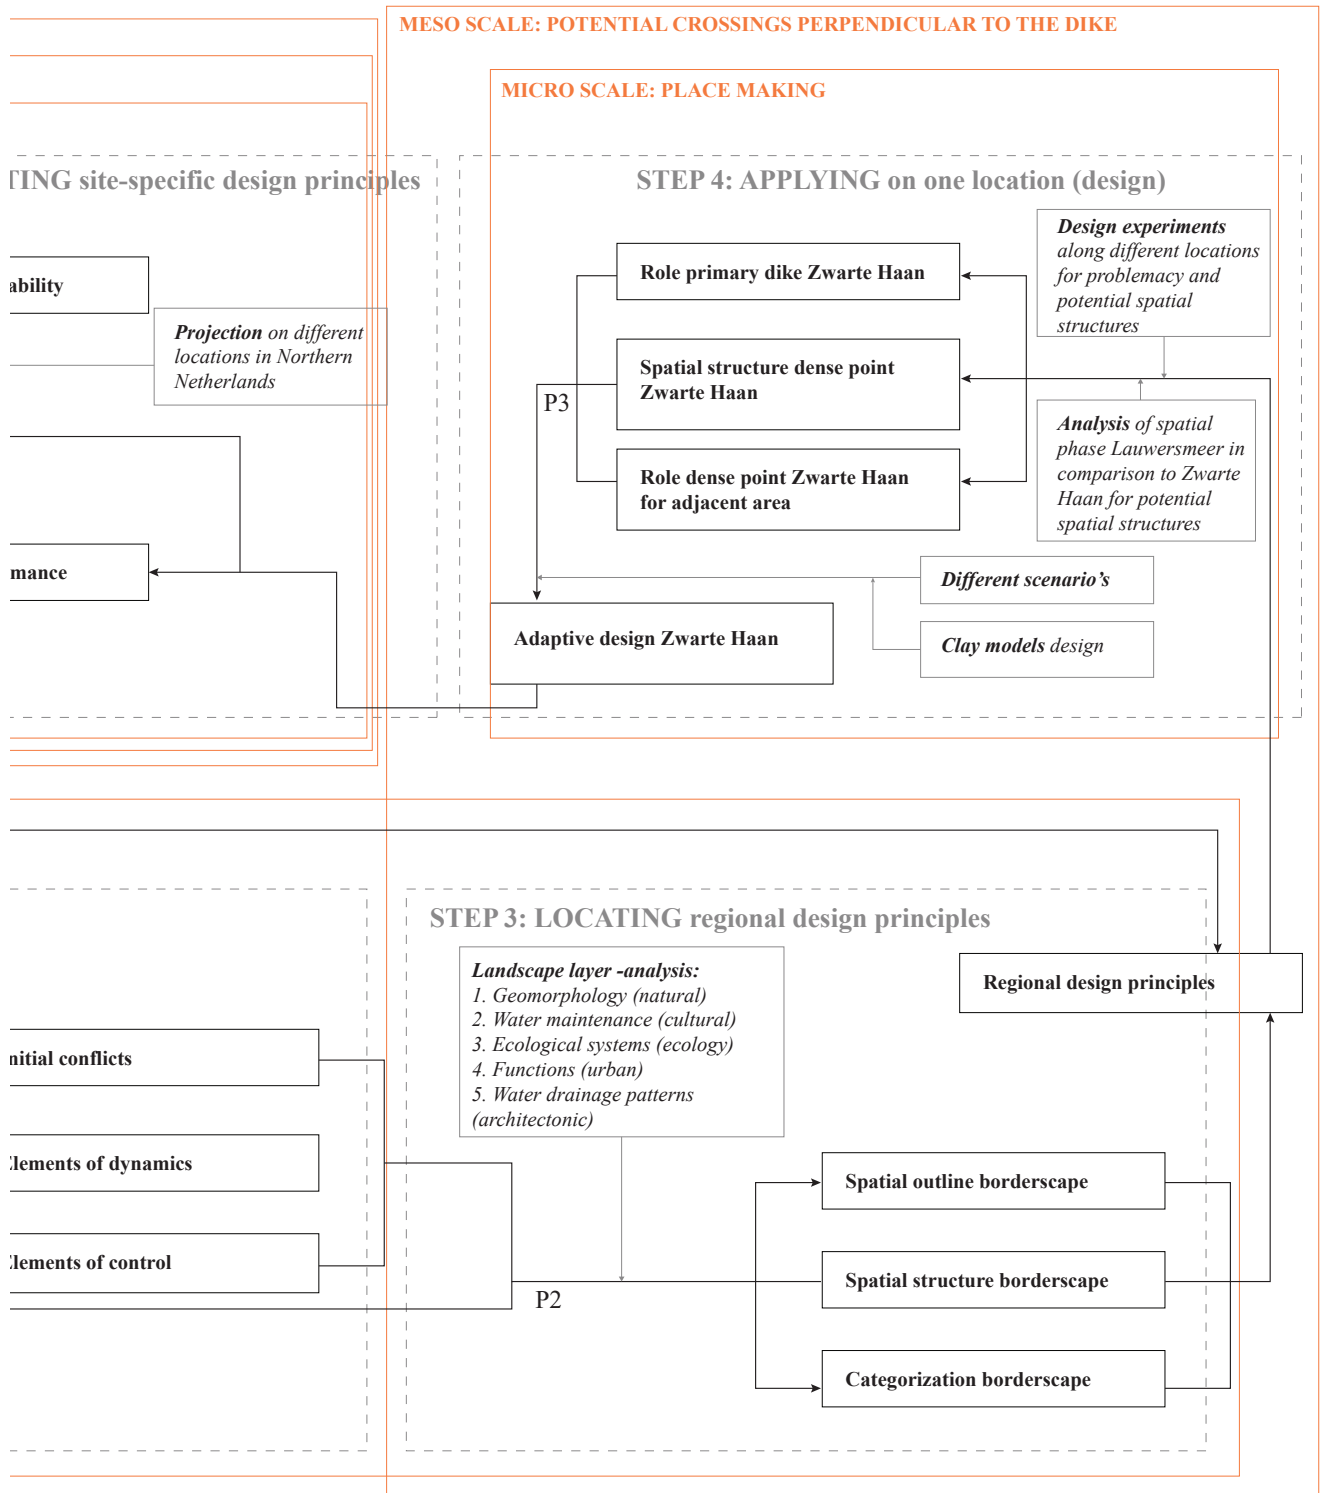 MESO SCALE: POTENTIAL CROSSINGS PERPENDICULAR TO THE DIKE
MICRO SCALE: PLACE MAKING
TING site-specific design principles
ability
Projection on different
locations in Northern
Netherlands
mance
STEP 4: APPLYING on one location (design)
Role primary dike Zwarte Haan
Spatial structure dense point
Zwarte Haan
Role dense point Zwarte Haan
for adjacent area
P3
Design experiments
along different locations
for problemacy and
potential spatial
structures
Analysis of spatial
phase Lauwersmeer in
comparison to Zwarte
Haan for potential
spatial structures
Different scenario's
Clay models design
Adaptive design Zwarte Haan
STEP 3: LOCATING regional design principles
Landscape layer -analysis:
1. Geomorphology (natural)
2. Water maintenance (cultural)
3. Ecological systems (ecology)
4. Functions (urban)
5. Water drainage patterns
(architectonic)
Regional design principles
nitial conflicts
Elements of dynamics
Elements of control
P2
Spatial outline borderscape
Spatial structure borderscape
Categorization borderscape